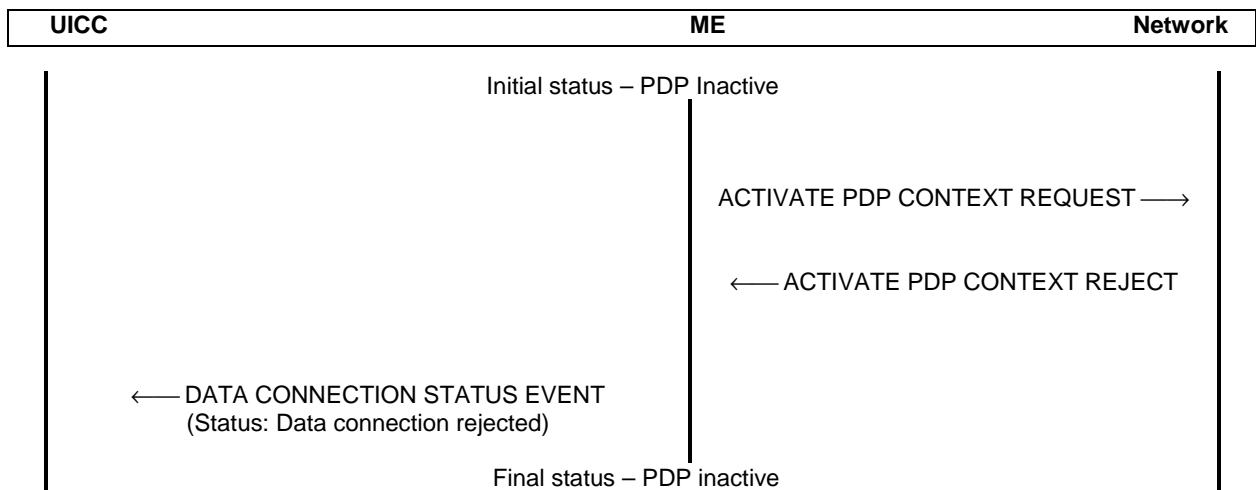 UICC ME Network
Initial status – PDP Inactive
ACTIVATE PDP CONTEXT REQUEST ⟶
⟵ ACTIVATE PDP CONTEXT REJECT
⟵ DATA CONNECTION STATUS EVENT
(Status: Data connection rejected)
Final status – PDP inactive